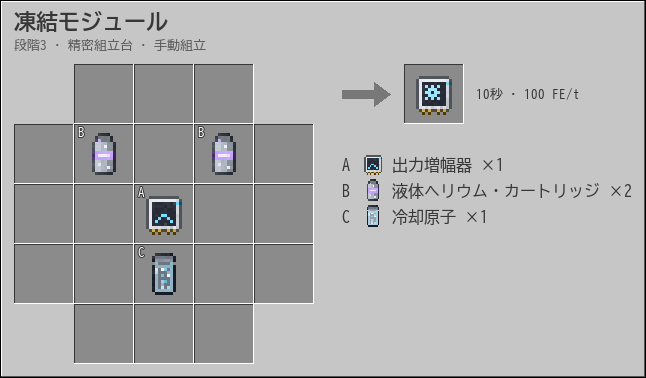 凍結モジュール
段階3 · 精密組立台 · 手動組立
B
B
A
C
10秒 · 100 FE/t
A 出力増幅器 ×1
B 液体ヘリウム・カートリッジ ×2
C 冷却原子 ×1